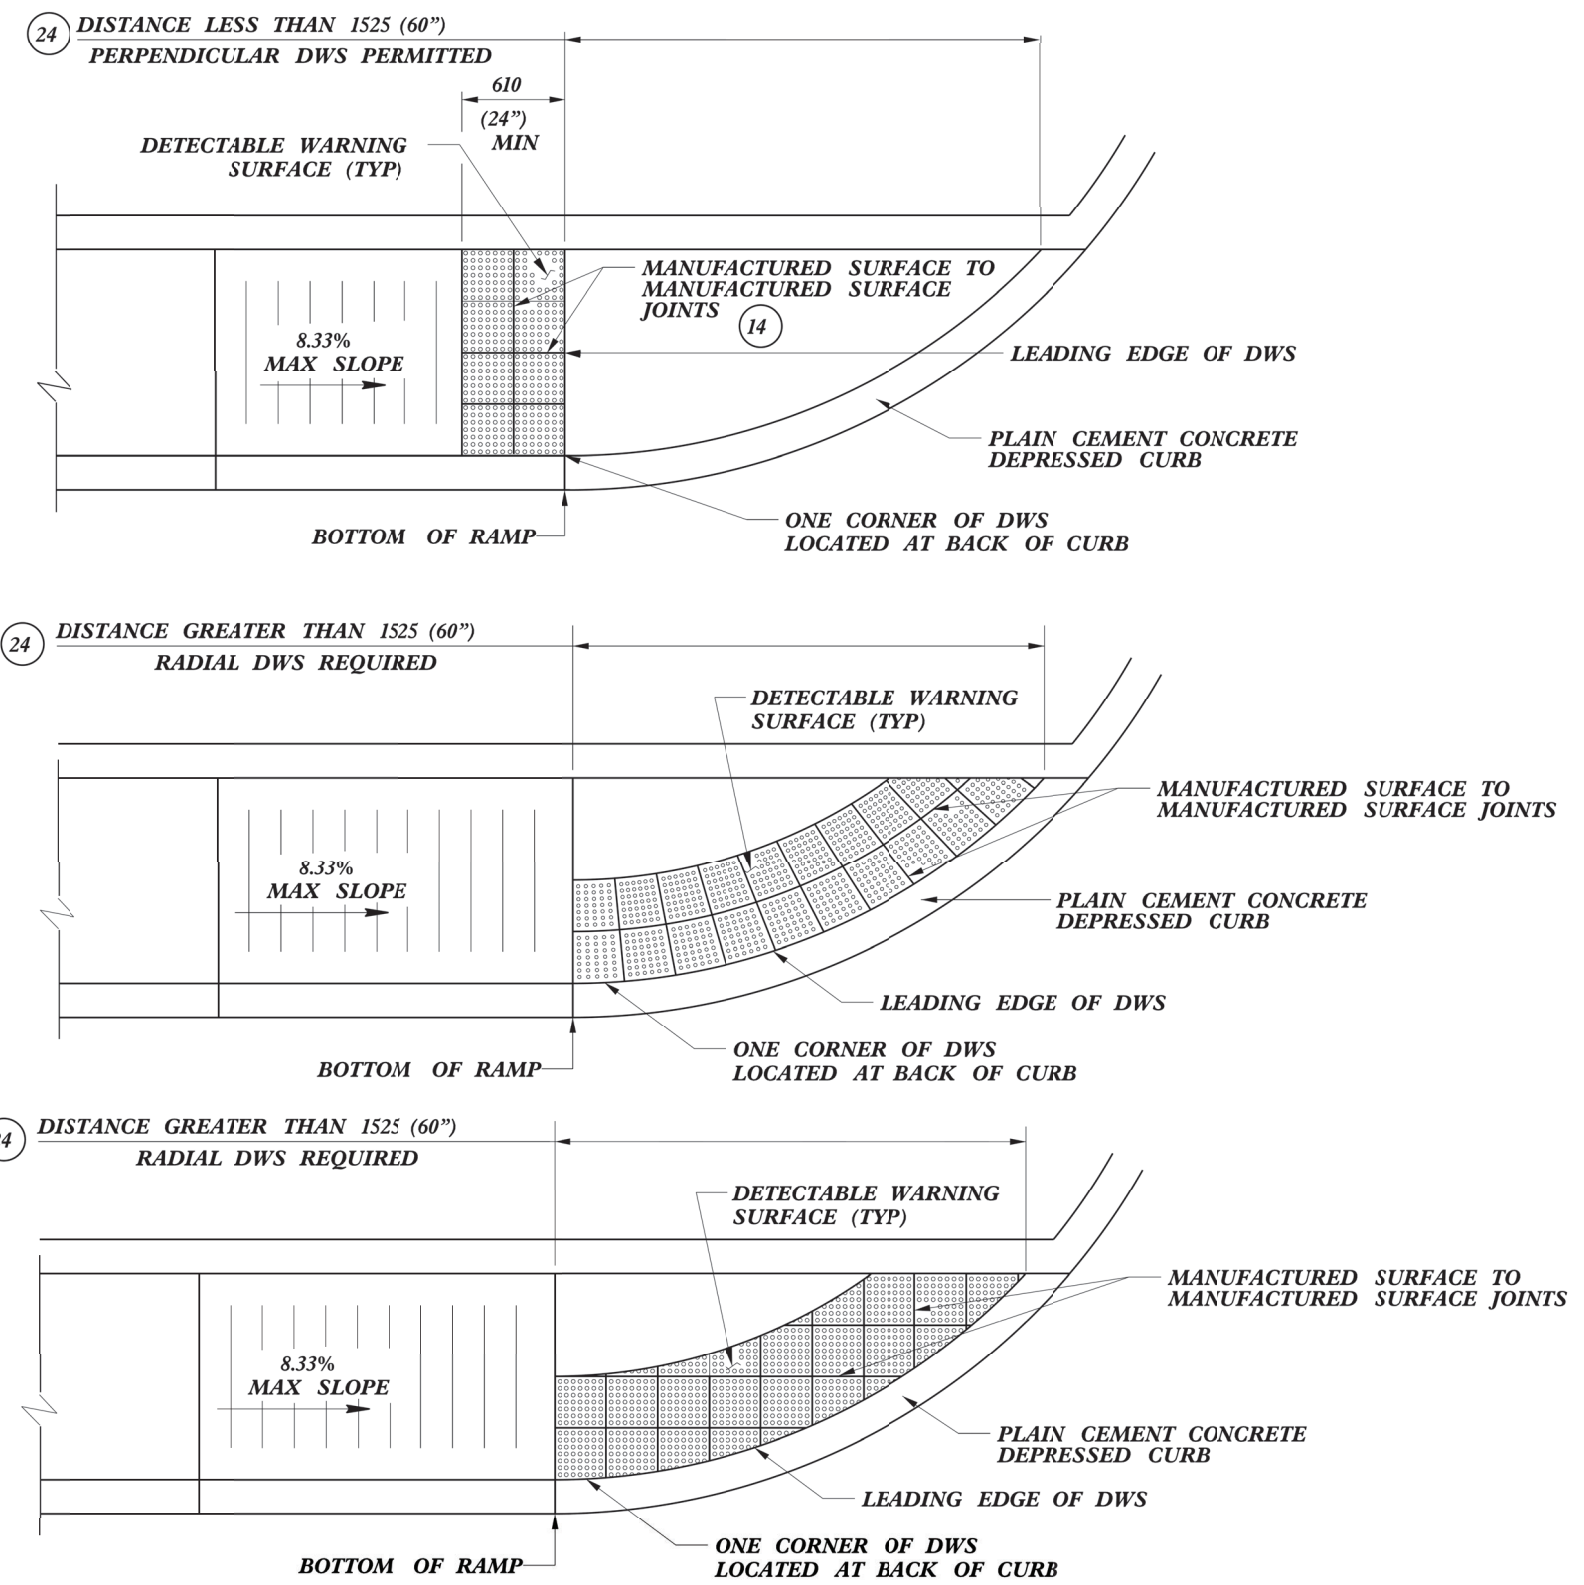 24
DISTANCE LESS THAN 1525 (60")
PERPENDICULAR DWS PERMITTED
610
(24")
MIN
DETECTABLE WARNING
SURFACE (TYP)
MANUFACTURED SURFACE TO
MANUFACTURED SURFACE
JOINTS
14
8.33%
MAX SLOPE
LEADING EDGE OF DWS
PLAIN CEMENT CONCRETE
DEPRESSED CURB
ONE CORNER OF DWS
LOCATED AT BACK OF CURB
BOTTOM OF RAMP
24
DISTANCE GREATER THAN 1525 (60")
RADIAL DWS REQUIRED
DETECTABLE WARNING
SURFACE (TYP)
MANUFACTURED SURFACE TO
MANUFACTURED SURFACE JOINTS
8.33%
MAX SLOPE
PLAIN CEMENT CONCRETE
DEPRESSED CURB
LEADING EDGE OF DWS
ONE CORNER OF DWS
LOCATED AT BACK OF CURB
BOTTOM OF RAMP
24
DISTANCE GREATER THAN 1525 (60")
RADIAL DWS REQUIRED
DETECTABLE WARNING
SURFACE (TYP)
MANUFACTURED SURFACE TO
MANUFACTURED SURFACE JOINTS
8.33%
MAX SLOPE
PLAIN CEMENT CONCRETE
DEPRESSED CURB
LEADING EDGE OF DWS
ONE CORNER OF DWS
LOCATED AT BACK OF CURB
BOTTOM OF RAMP